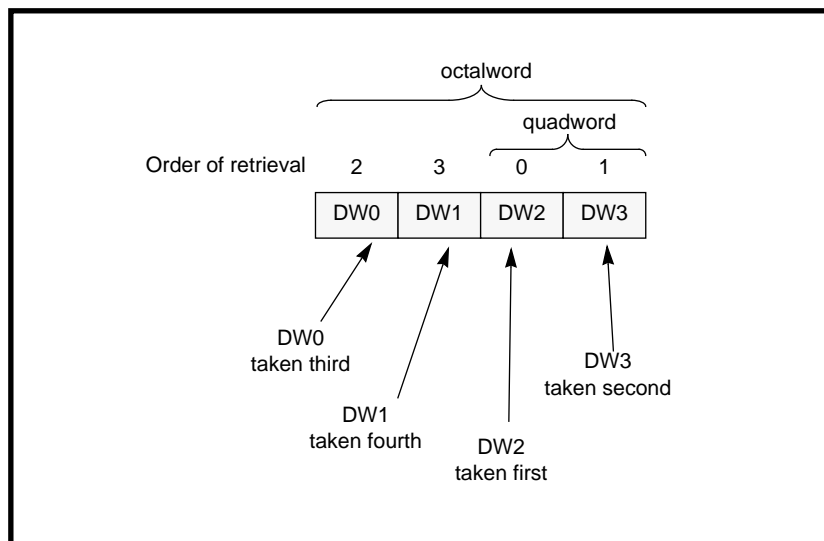 octalword
quadword
Order of retrieval 2 3 0 1
DW0 DW1 DW2 DW3
DW0
taken third
DW3
taken second
DW1
taken fourth
DW2
taken first